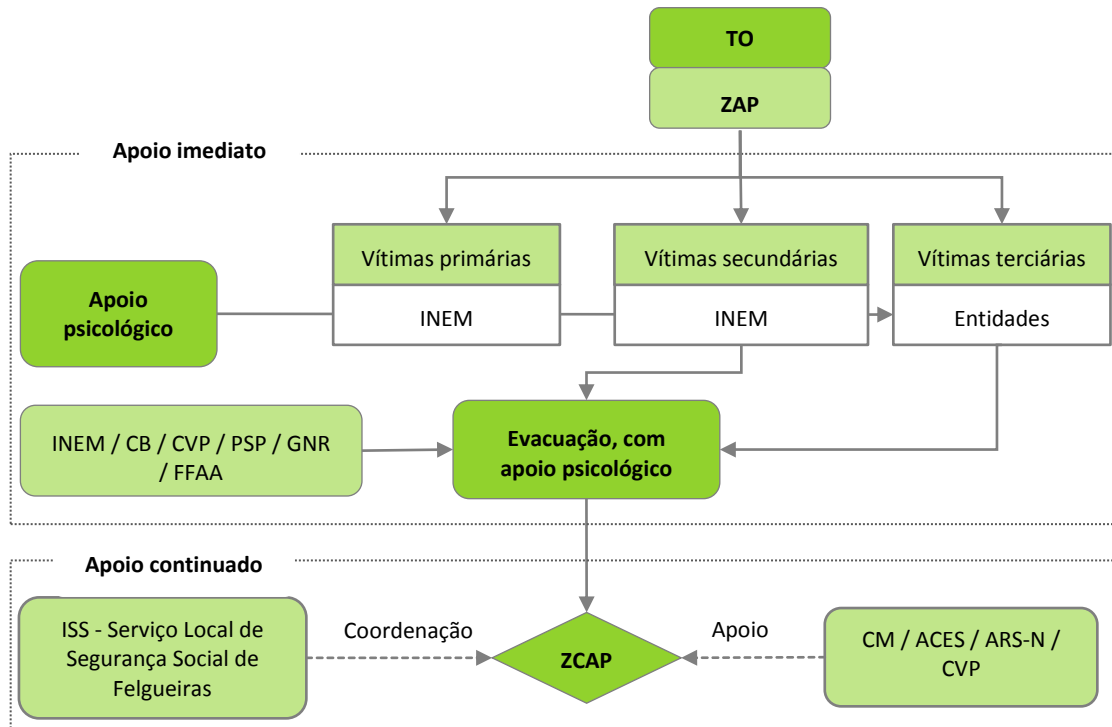 TO
ZAP
Apoio imediato
Vítimas primárias
Vítimas secundárias
Vítimas terciárias
Apoio
psicológico
INEM
INEM
Entidades
INEM / CB / CVP / PSP / GNR
/ FFAA
Evacuação, com
apoio psicológico
Apoio continuado
ISS - Serviço Local de
Segurança Social de
Felgueiras
Coordenação
ZCAP
Apoio
CM / ACES / ARS-N /
CVP